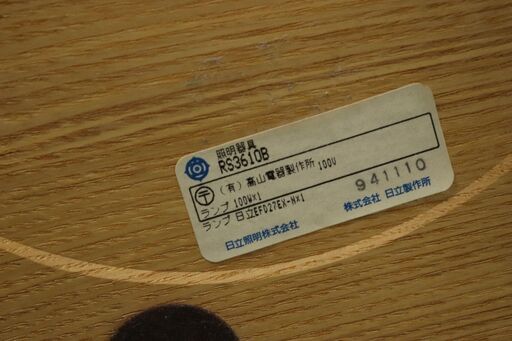 照明器具
RS3610B
〒 (有)髙山電器製作所 100V
ランプ 100W×1
ランプ 日立EFD27EX-N×1
941110
日立照明株式会社 株式会社 日立製作所